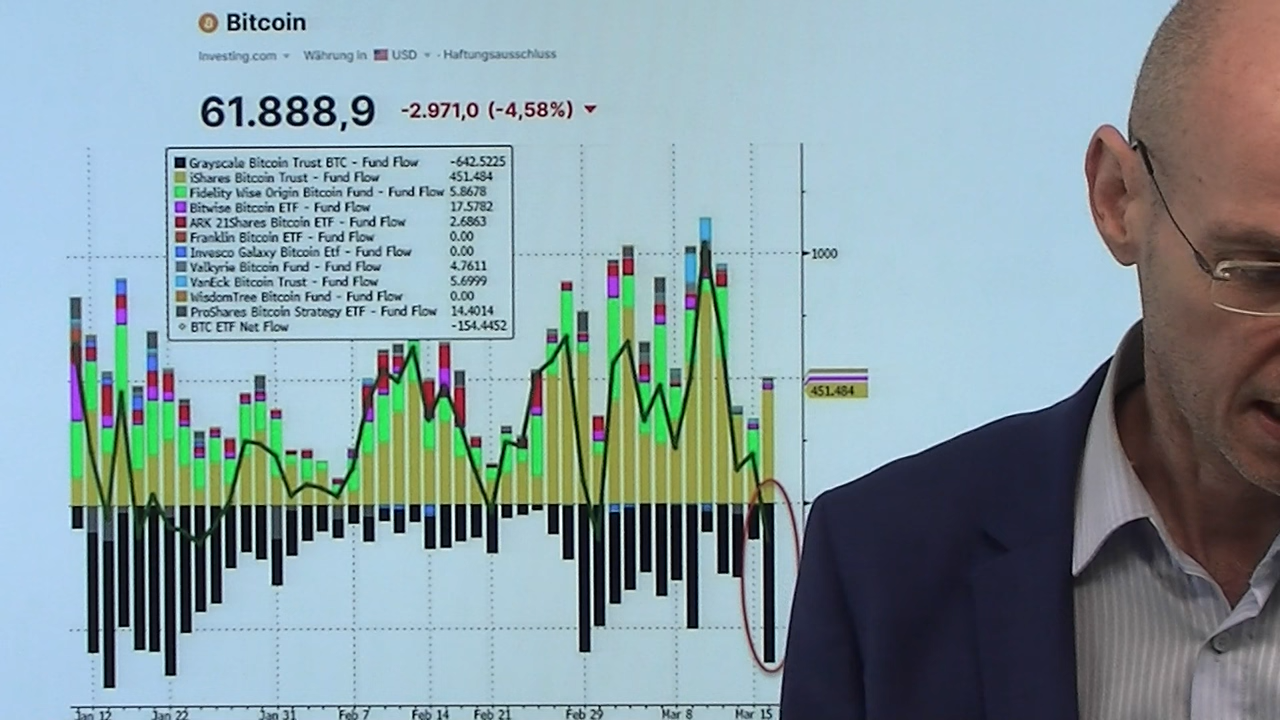 Bitcoin
Investing.com Währung in USD · Haftungsausschluss
61.888,9 -2.971,0 (-4,58%)
Grayscale Bitcoin Trust BTC - Fund Flow -642.5225
iShares Bitcoin Trust - Fund Flow 451.484
Fidelity Wise Origin Bitcoin Fund - Fund Flow 5.8678
Bitwise Bitcoin ETF - Fund Flow 17.5782
ARK 21Shares Bitcoin ETF - Fund Flow 2.6863
Franklin Bitcoin ETF - Fund Flow 0.00
Invesco Galaxy Bitcoin Etf - Fund Flow 0.00
Valkyrie Bitcoin Fund - Fund Flow 4.7611
VanEck Bitcoin Trust - Fund Flow 5.6999
WisdomTree Bitcoin Fund - Fund Flow 0.00
ProShares Bitcoin Strategy ETF - Fund Flow 14.4014
BTC ETF Net Flow -154.4452
1000
451.484
Jan 12 Jan 22 Jan 31 Feb 7 Feb 14 Feb 21 Feb 29 Mar 8 Mar 15